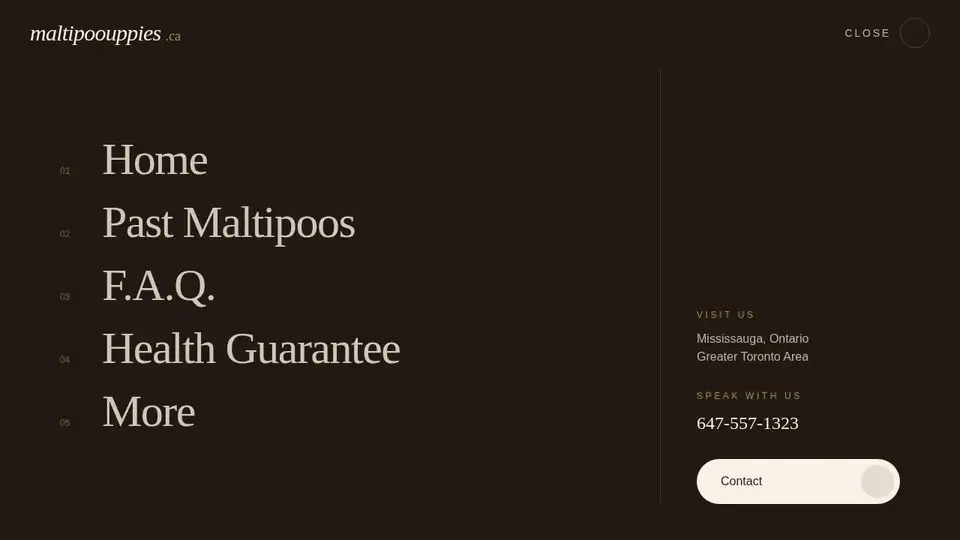 maltipoouppies .ca
CLOSE
01 Home
02 Past Maltipoos
03 F.A.Q.
04 Health Guarantee
05 More
VISIT US
Mississauga, Ontario
Greater Toronto Area
SPEAK WITH US
647-557-1323
Contact